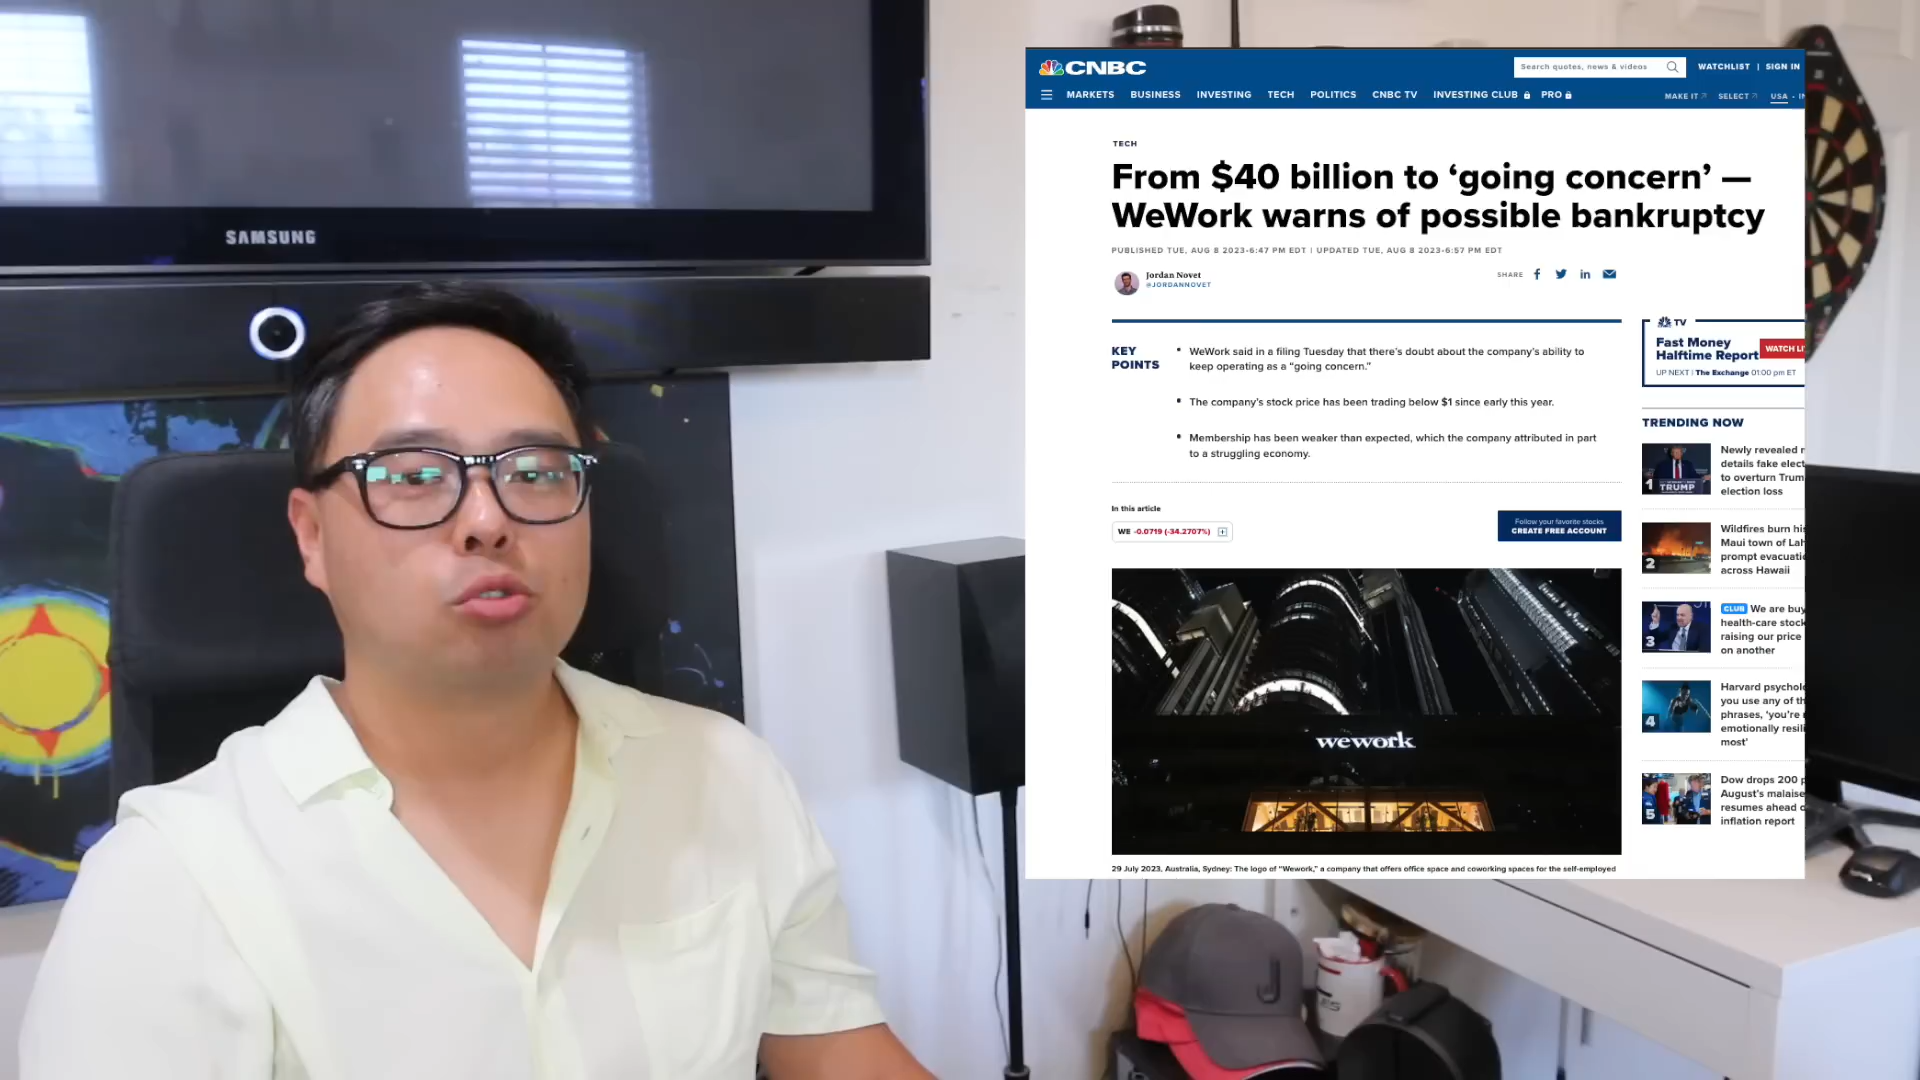 SAMSUNG
CNBC
Search quotes, news & videos
WATCHLIST | SIGN IN
MARKETS BUSINESS INVESTING TECH POLITICS CNBC TV INVESTING CLUB PRO
MAKE IT SELECT USA
TECH
From $40 billion to ‘going concern’ —
WeWork warns of possible bankruptcy
PUBLISHED TUE, AUG 8 2023•6:47 PM EDT | UPDATED TUE, AUG 8 2023•6:57 PM EDT
Jordan Novet
@JORDANNOVET
SHARE
KEY
POINTS
• WeWork said in a filing Tuesday that there’s doubt about the company’s ability to
keep operating as a “going concern.”
• The company’s stock price has been trading below $1 since early this year.
• Membership has been weaker than expected, which the company attributed in part
to a struggling economy.
In this article
WE -0.0719 (-34.2707%)
Follow your favorite stocks
CREATE FREE ACCOUNT
wework
29 July 2023, Australia, Sydney: The logo of “Wework,” a company that offers office space and coworking spaces for the self-employed
TV
Fast Money
Halftime Report
WATCH LI
UP NEXT | The Exchange 01:00 pm ET
TRENDING NOW
1
TRUMP
Newly revealed
details fake elect
to overturn Trum
election loss
2
Wildfires burn his
Maui town of Lah
prompt evacuatio
across Hawaii
3
CLUB We are buy
health-care stock
raising our price
on another
4
Harvard psychol
you use any of th
phrases, ‘you’re
emotionally resili
most’
5
Dow drops 200 p
August’s malaise
resumes ahead o
inflation report
J